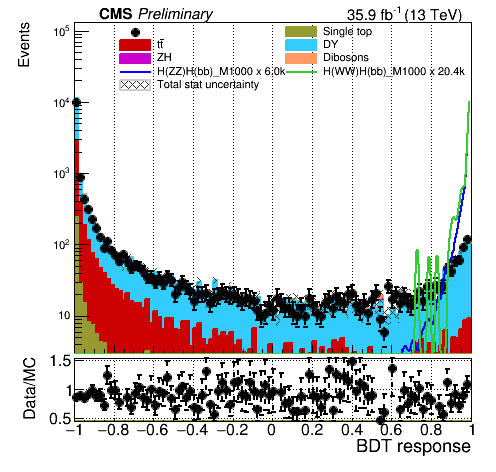 CMS Preliminary 35.9 fb⁻¹ (13 TeV)
Events
Single top
tt̄ DY
ZH Dibosons
H(ZZ)H(bb)_M1000 x 6.0k H(WW)H(bb)_M1000 x 20.4k
Total stat uncertainty
10⁵
10⁴
10³
10²
10
Data/MC
1.5
1
0.5
−1 −0.8 −0.6 −0.4 −0.2 0 0.2 0.4 0.6 0.8 1
BDT response